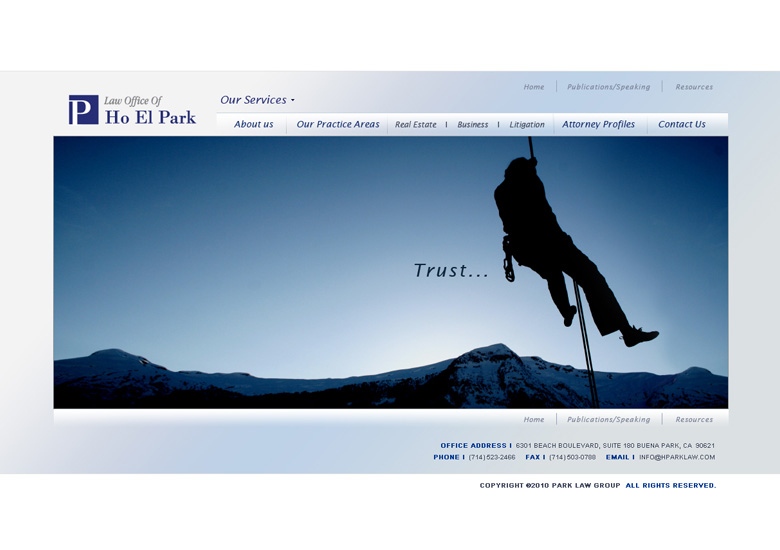 Home Publications/Speaking Resources
P Law Office Of
Ho El Park
Our Services
About us Our Practice Areas Real Estate I Business I Litigation Attorney Profiles Contact Us
Trust...
Home Publications/Speaking Resources
OFFICE ADDRESS I 6301 BEACH BOULEVARD, SUITE 180 BUENA PARK, CA 90621
PHONE I (714)523-2466 FAX I (714)503-0788 EMAIL I INFO@HPARKLAW.COM
COPYRIGHT ©2010 PARK LAW GROUP ALL RIGHTS RESERVED.